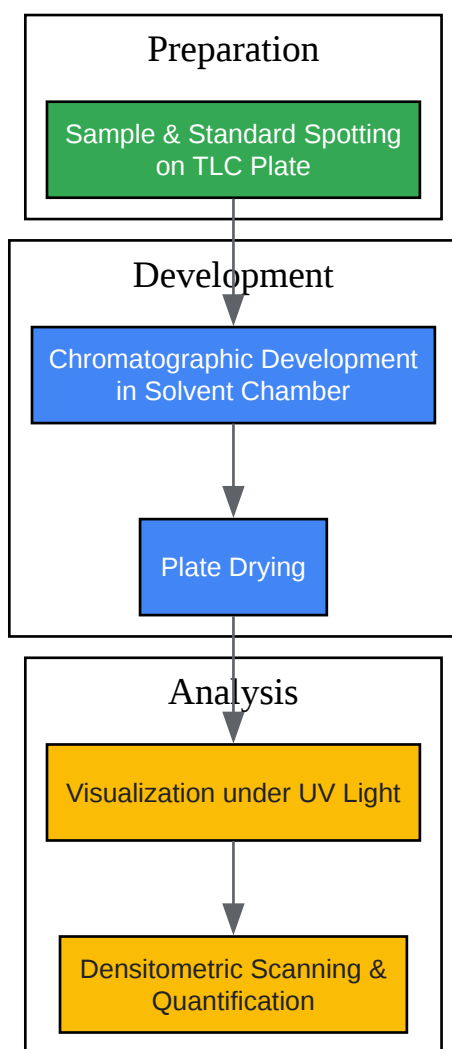 Preparation
Sample & Standard Spotting
on TLC Plate
Development
Chromatographic Development
in Solvent Chamber
Plate Drying
Analysis
Visualization under UV Light
Densitometric Scanning &
Quantification